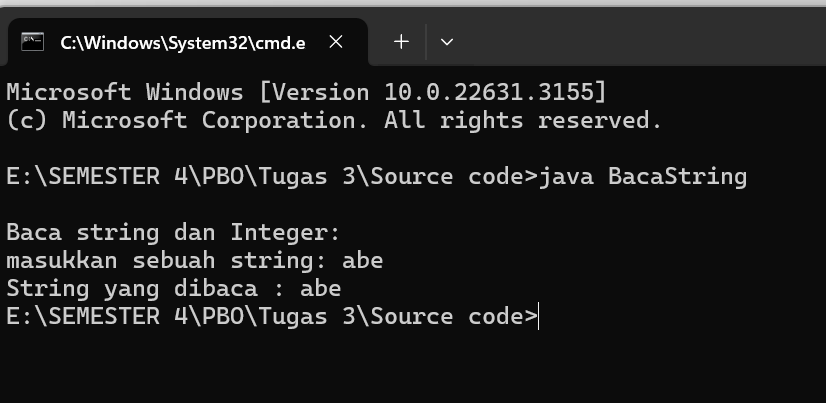 C:\Windows\System32\cmd.e
Microsoft Windows [Version 10.0.22631.3155]
(c) Microsoft Corporation. All rights reserved.
E:\SEMESTER 4\PBO\Tugas 3\Source code>java BacaString
Baca string dan Integer:
masukkan sebuah string: abe
String yang dibaca : abe
E:\SEMESTER 4\PBO\Tugas 3\Source code>